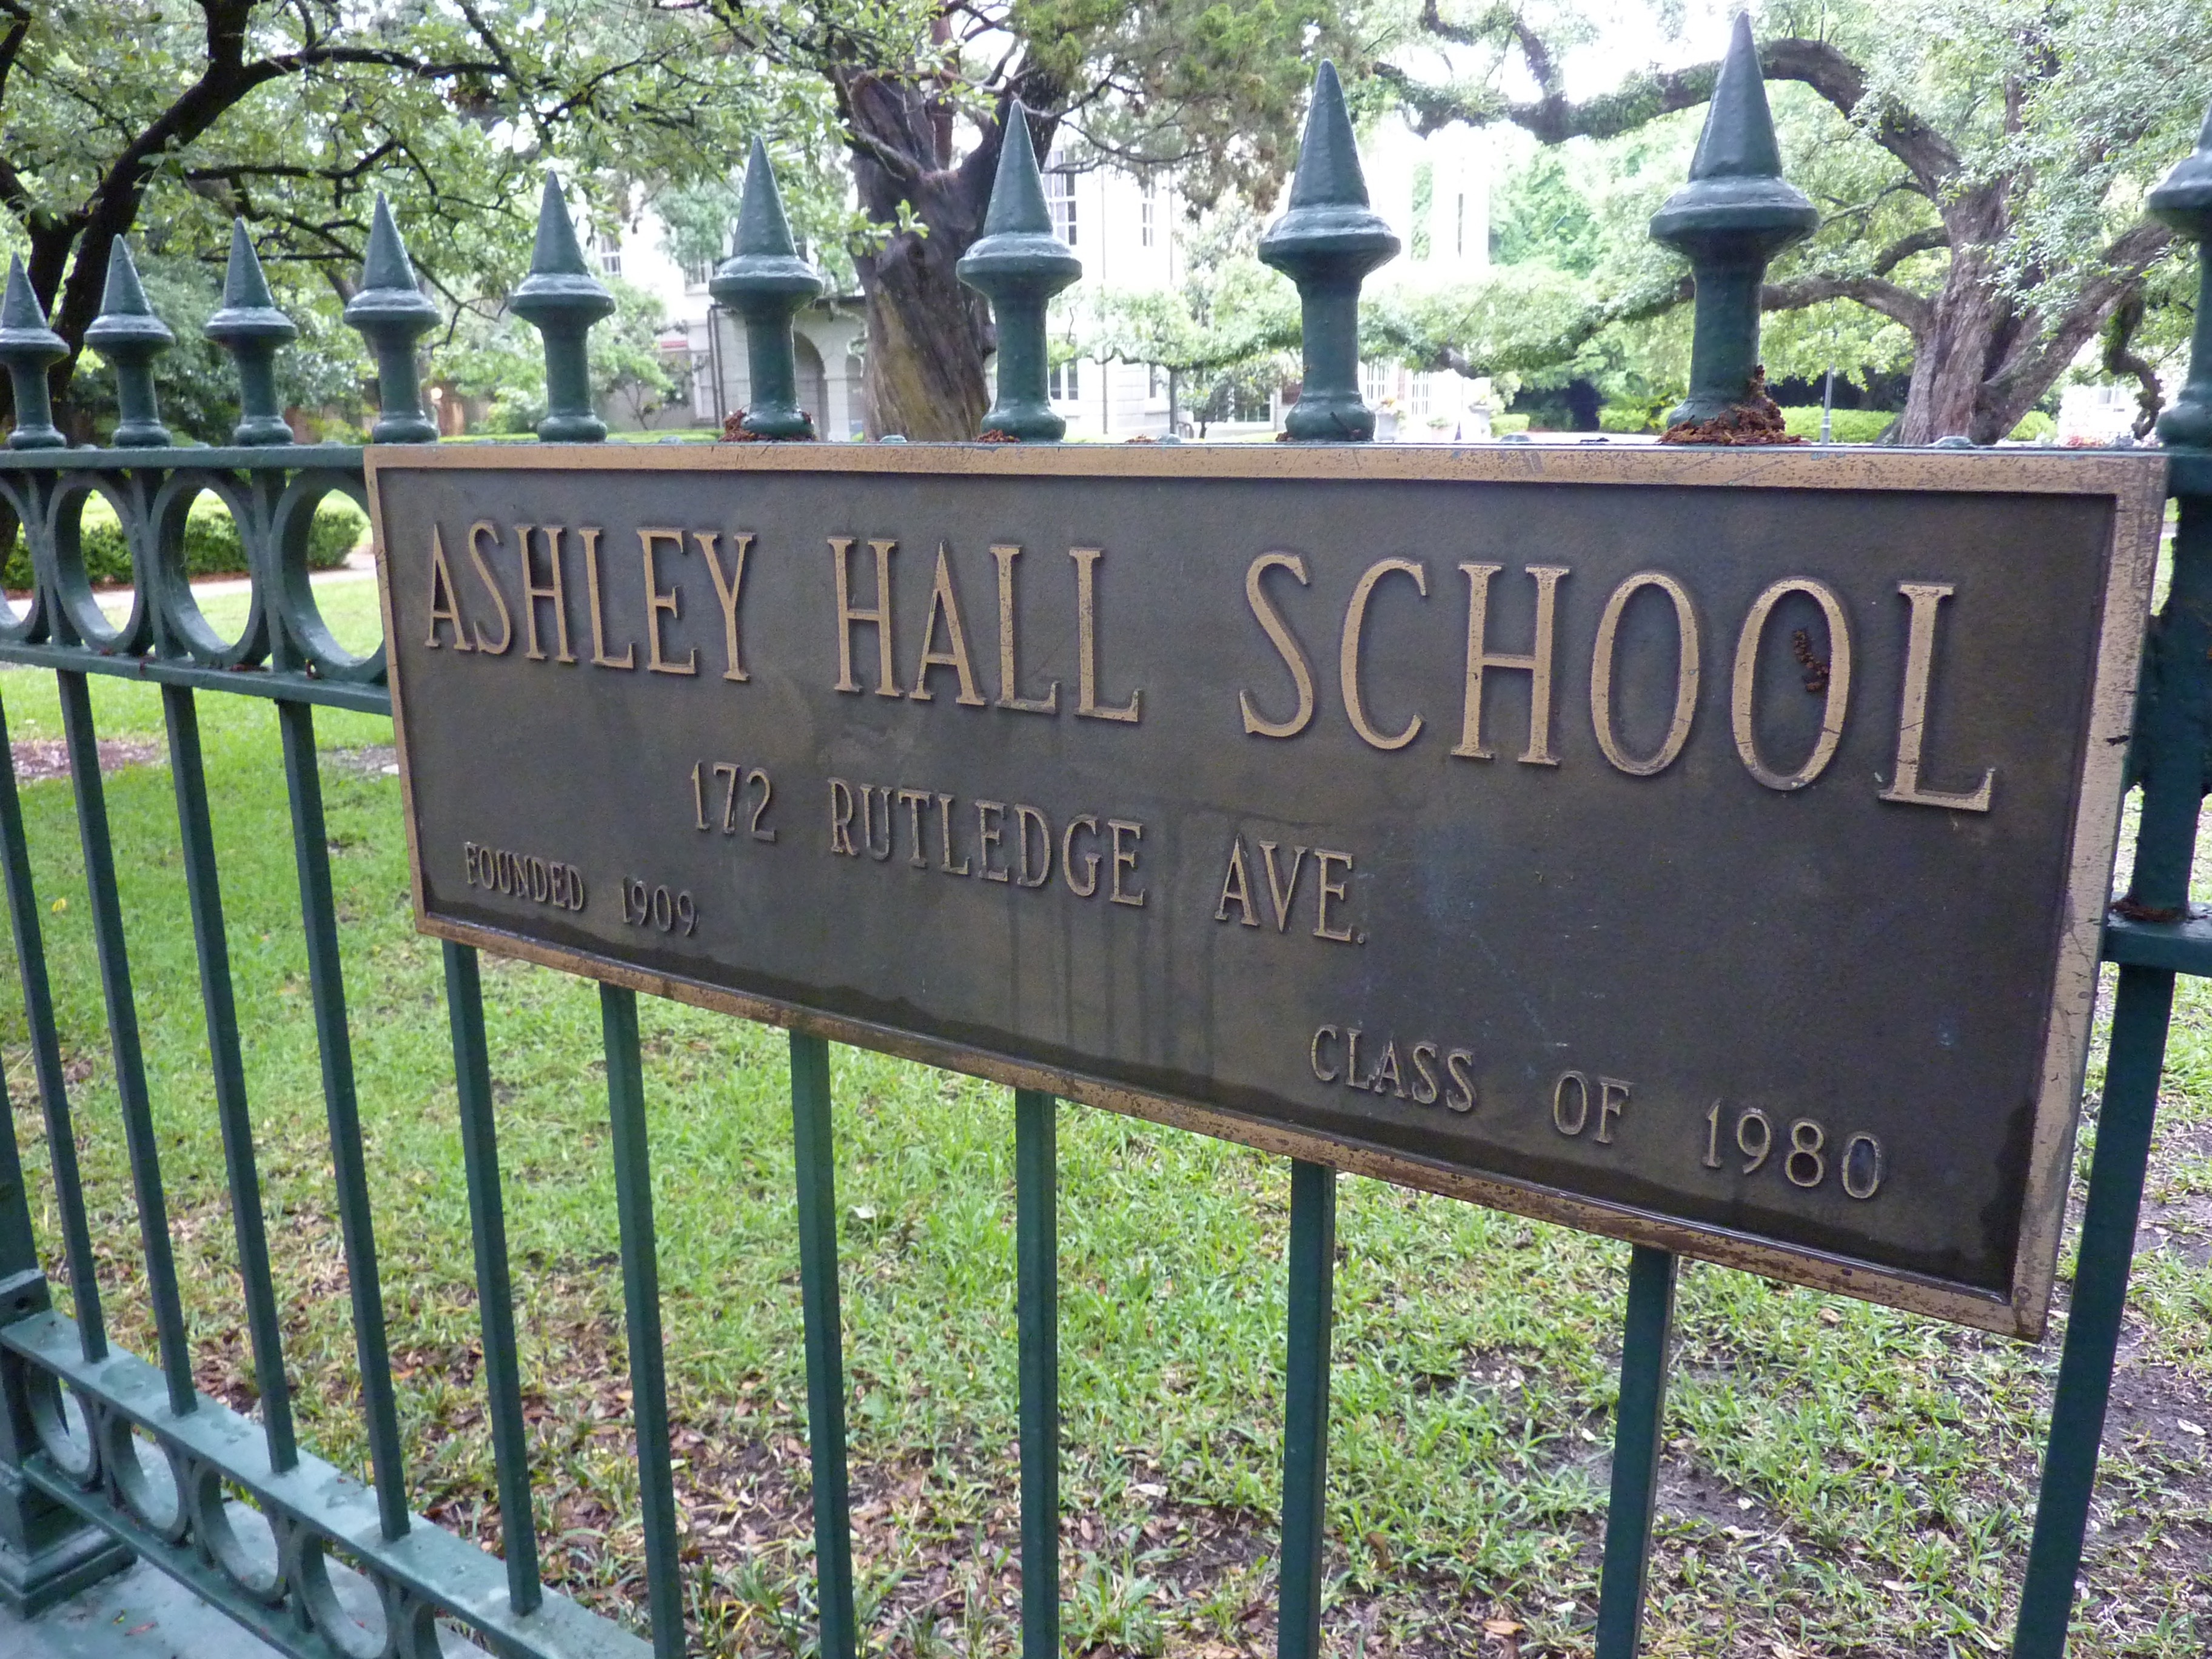 ASHLEY HALL SCHOOL
172 RUTLEDGE AVE.
FOUNDED 1909
CLASS OF 1980